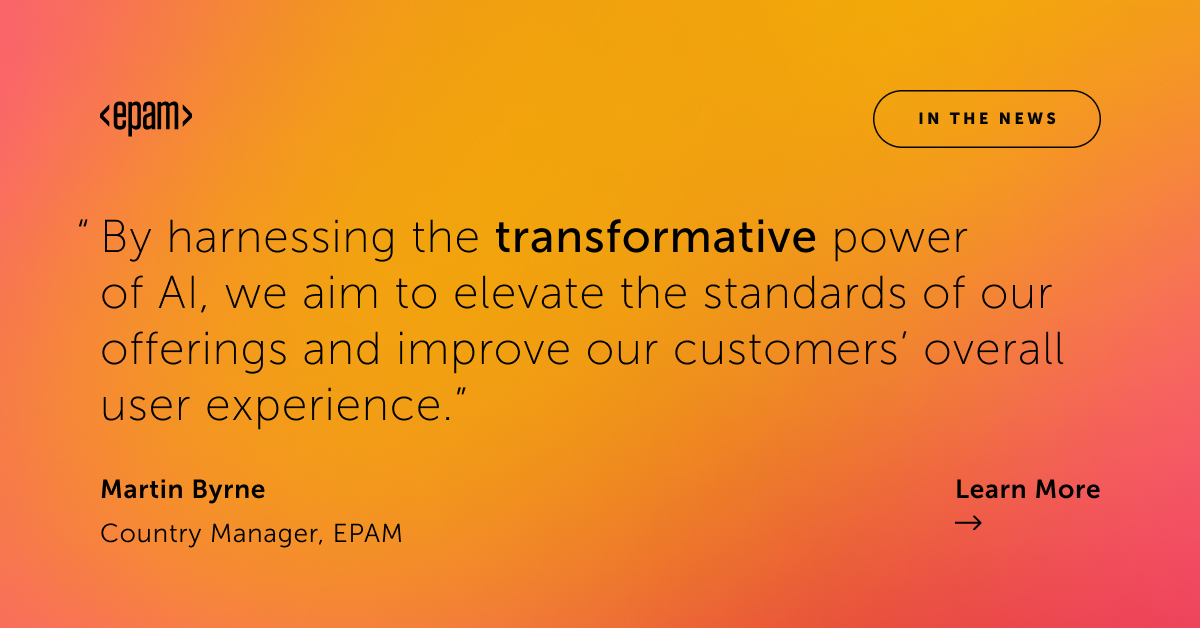 <epam>
IN THE NEWS
“By harnessing the transformative power
of AI, we aim to elevate the standards of our
offerings and improve our customers’ overall
user experience.”
Martin Byrne
Country Manager, EPAM
Learn More
→